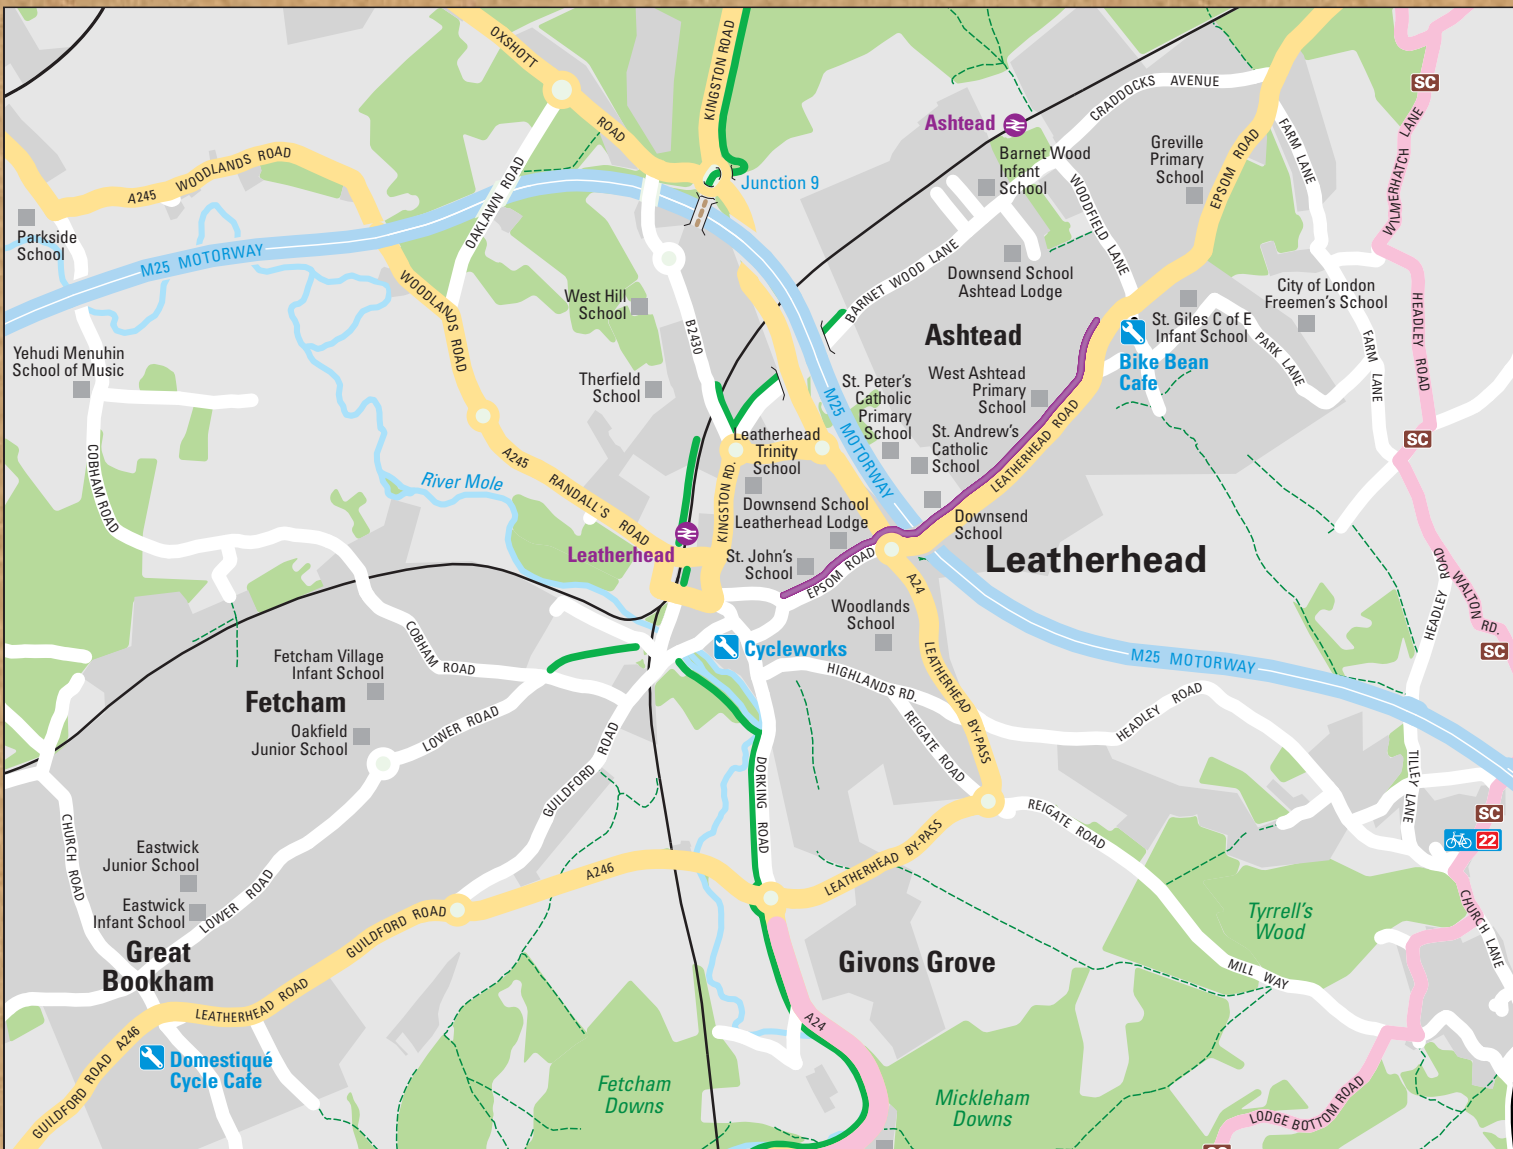 OXSHOTT
ROAD
KINGSTON ROAD
SC
CRADDOCKS AVENUE
Ashtead
Barnet Wood
Infant
School
Greville
Primary
School
FARM LANE
WILMERHATCH LANE
A245 WOODLANDS ROAD
Junction 9
OAKLAWN ROAD
WOODFIELD LANE
EPSOM ROAD
Parkside
School
M25 MOTORWAY
BARNET WOOD LANE
Downsend School
Ashtead Lodge
City of London
Freemen's School
HEADLEY ROAD
WOODLANDS ROAD
West Hill
School
B2430
Ashtead
St. Giles C of E
Infant School
PARK LANE
FARM LANE
Yehudi Menuhin
School of Music
Therfield
School
Bike Bean
Cafe
West Ashtead
Primary
School
St. Peter's
Catholic
Primary
School
M25 MOTORWAY
St. Andrew's
Catholic
School
LEATHERHEAD ROAD
SC
Leatherhead
Trinity
School
COBHAM ROAD
A245 RANDALL'S ROAD
River Mole
KINGSTON RD.
Downsend School
Leatherhead Lodge
Downsend
School
Leatherhead
Leatherhead
St. John's
School
EPSOM ROAD
A24
HEADLEY ROAD
WALTON RD.
SC
Woodlands
School
COBHAM ROAD
Cycleworks
Fetcham Village
Infant School
Fetcham
Oakfield
Junior School
LOWER ROAD
HIGHLANDS RD.
LEATHERHEAD BY-PASS
M25 MOTORWAY
HEADLEY ROAD
REIGATE ROAD
GUILDFORD ROAD
DORKING ROAD
TILLEY LANE
CHURCH ROAD
REIGATE ROAD
SC
22
Eastwick
Junior School
A246
LEATHERHEAD BY-PASS
Eastwick
Infant School
LOWER ROAD
GUILDFORD ROAD
Tyrrell's
Wood
CHURCH LANE
Great
Bookham
Givons Grove
MILL WAY
LEATHERHEAD ROAD
GUILDFORD ROAD A246
A24
Domestiqué
Cycle Cafe
Fetcham
Downs
Mickleham
Downs
LODGE BOTTOM ROAD